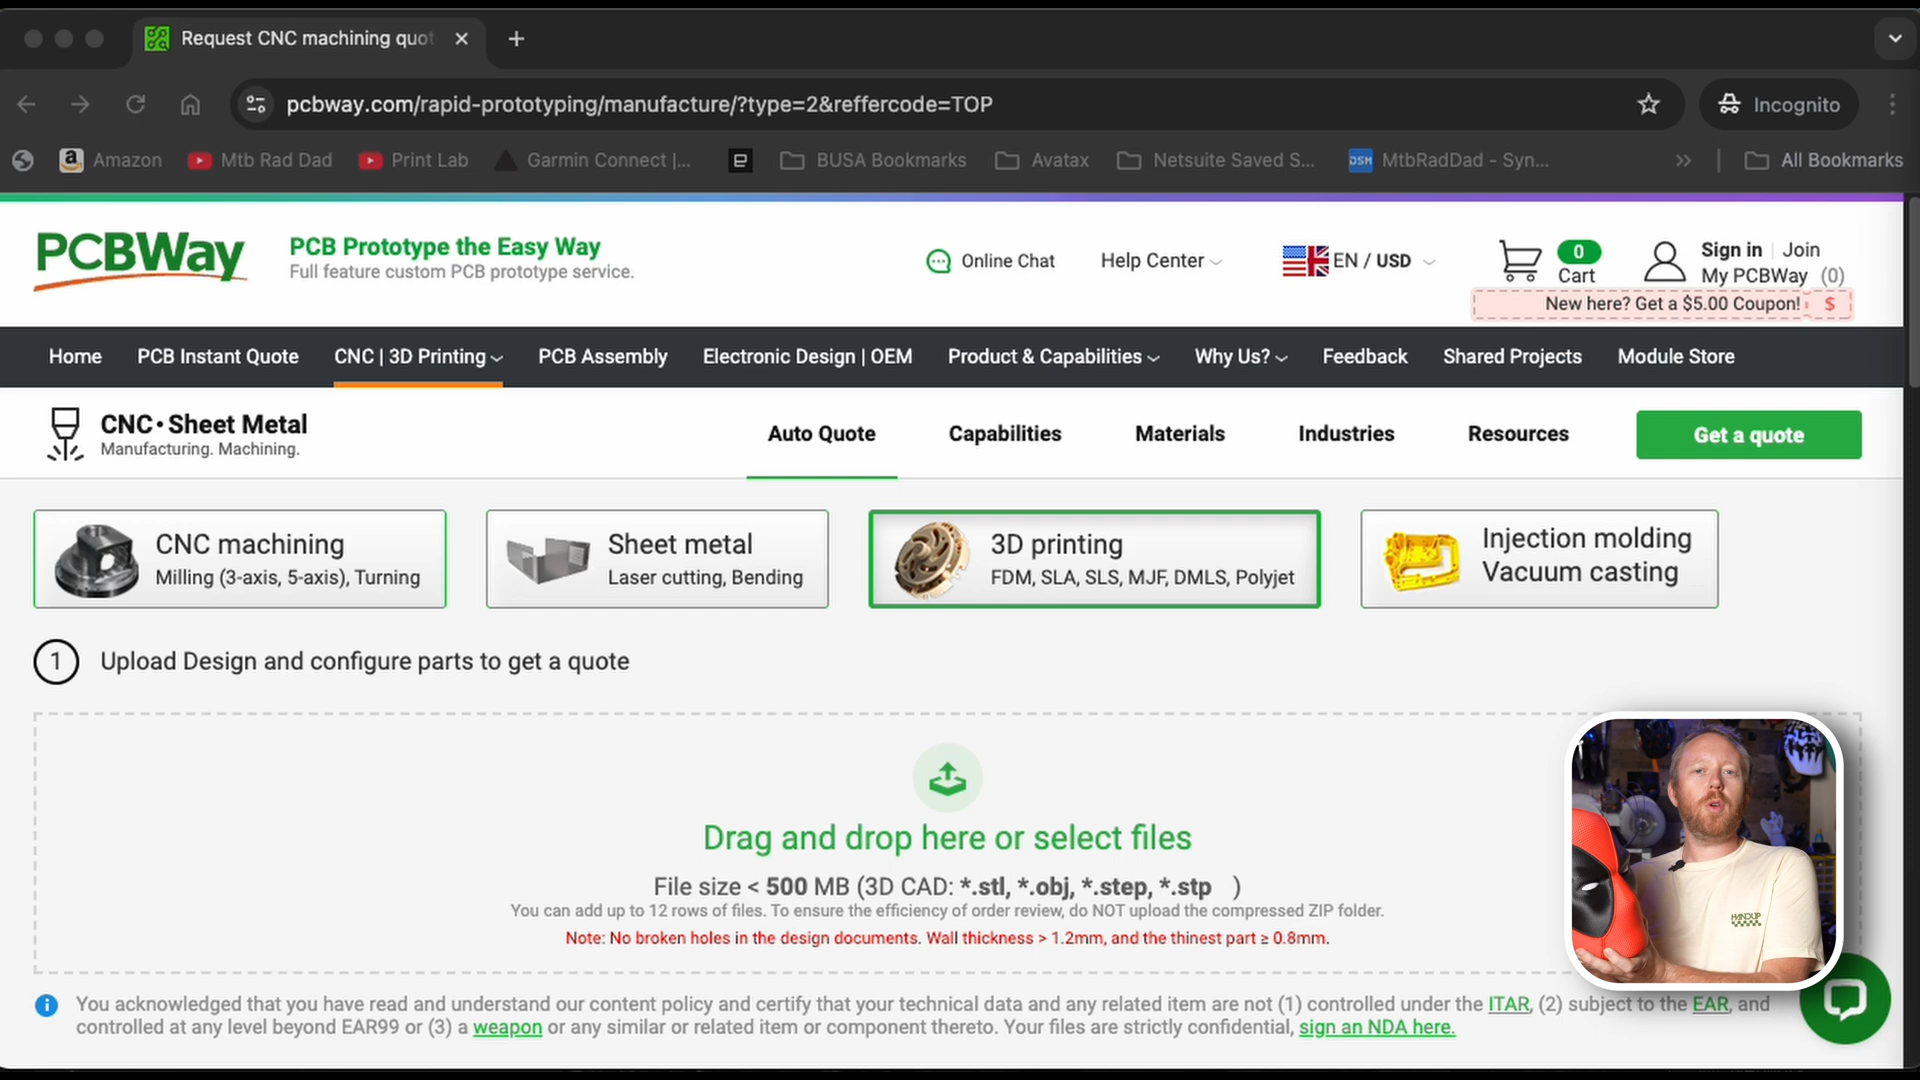 Request CNC machining quot
pcbway.com/rapid-prototyping/manufacture/?type=2&reffercode=TOP
Incognito
Amazon
Mtb Rad Dad
Print Lab
Garmin Connect |...
BUSA Bookmarks
Avatax
Netsuite Saved S...
DSM
MtbRadDad - Syn...
All Bookmarks
PCBWay
PCB Prototype the Easy Way
Full feature custom PCB prototype service.
Online Chat
Help Center
EN / USD
0
Cart
Sign in | Join
My PCBWay (0)
New here? Get a $5.00 Coupon! $
Home
PCB Instant Quote
CNC | 3D Printing
PCB Assembly
Electronic Design | OEM
Product & Capabilities
Why Us?
Feedback
Shared Projects
Module Store
CNC • Sheet Metal
Manufacturing. Machining.
Auto Quote
Capabilities
Materials
Industries
Resources
Get a quote
CNC machining
Milling (3-axis, 5-axis), Turning
Sheet metal
Laser cutting, Bending
3D printing
FDM, SLA, SLS, MJF, DMLS, Polyjet
Injection molding
Vacuum casting
1
Upload Design and configure parts to get a quote
Drag and drop here or select files
File size < 500 MB (3D CAD: *.stl, *.obj, *.step, *.stp )
You can add up to 12 rows of files. To ensure the efficiency of order review, do NOT upload the compressed ZIP folder.
Note: No broken holes in the design documents. Wall thickness > 1.2mm, and the thinest part ≥ 0.8mm.
HANDUP
You acknowledged that you have read and understand our content policy and certify that your technical data and any related item are not (1) controlled under the ITAR, (2) subject to the EAR, and
controlled at any level beyond EAR99 or (3) a weapon or any similar or related item or component thereto. Your files are strictly confidential, sign an NDA here.